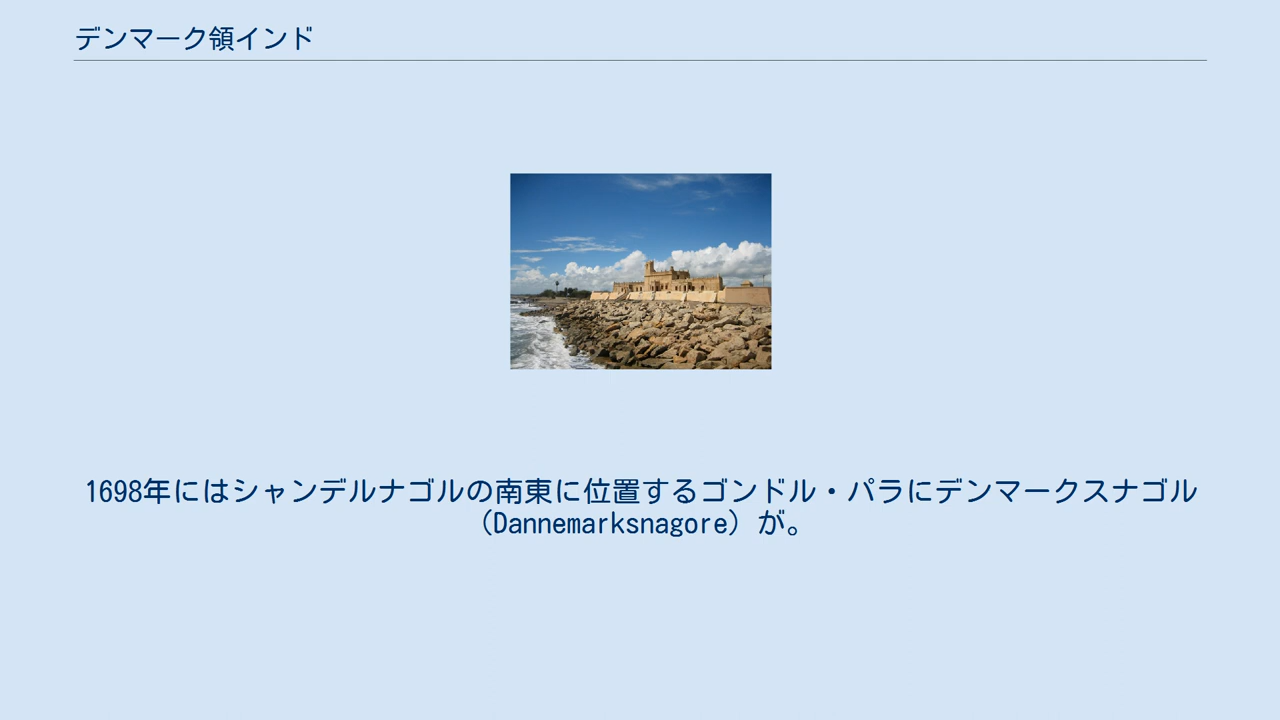 デンマーク領インド
1698年にはシャンデルナゴルの南東に位置するゴンドル・パラにデンマークスナゴル
（Dannemarksnagore）が。